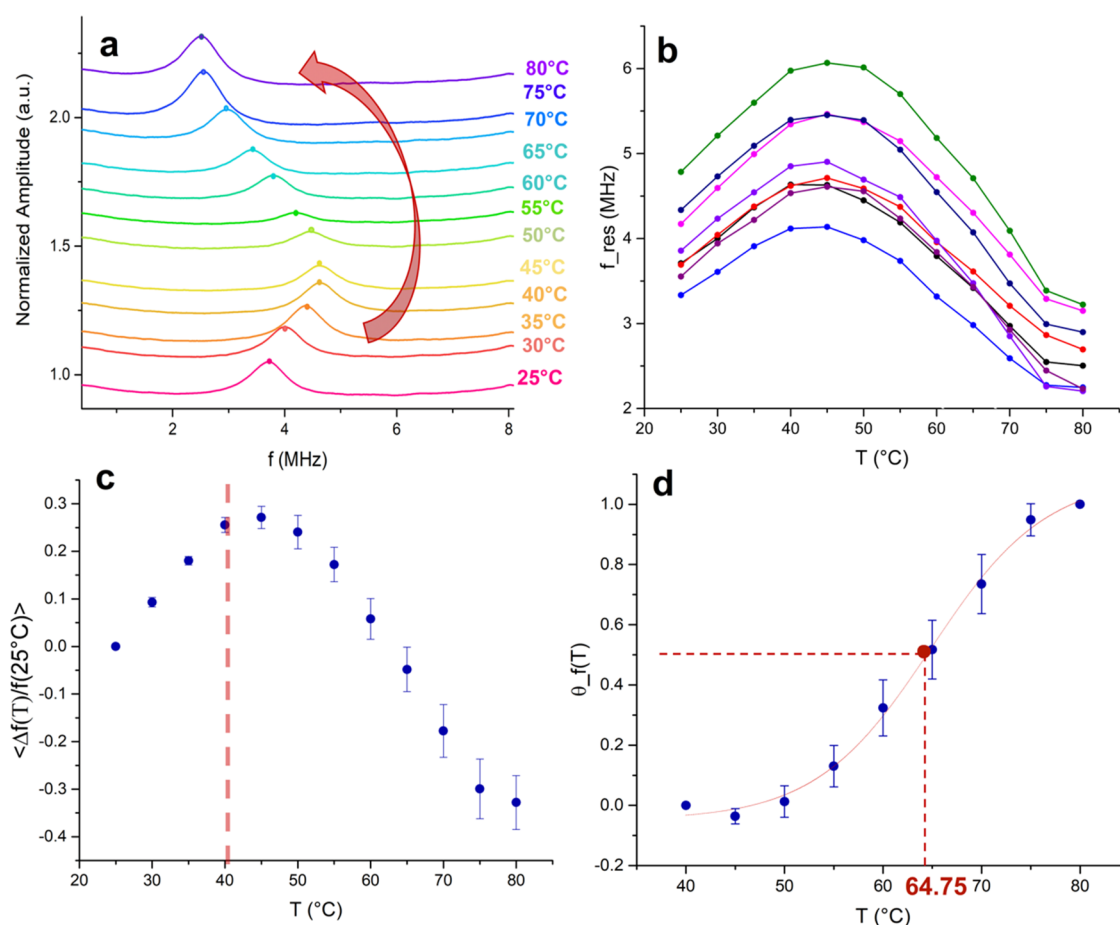 a
Normalized Amplitude (a.u.)
2.0
1.5
1.0
80°C
75°C
70°C
65°C
60°C
55°C
50°C
45°C
40°C
35°C
30°C
25°C
2
4
6
8
f (MHz)
b
f_res (MHz)
6
5
4
3
2
20
30
40
50
60
70
80
T (°C)
c
<Δf(T)/f(25°C)>
0.3
0.2
0.1
0.0
-0.1
-0.2
-0.3
-0.4
20
30
40
50
60
70
80
T (°C)
d
θ_f(T)
1.0
0.8
0.6
0.4
0.2
0.0
-0.2
40
50
60
64.75
70
80
T (°C)